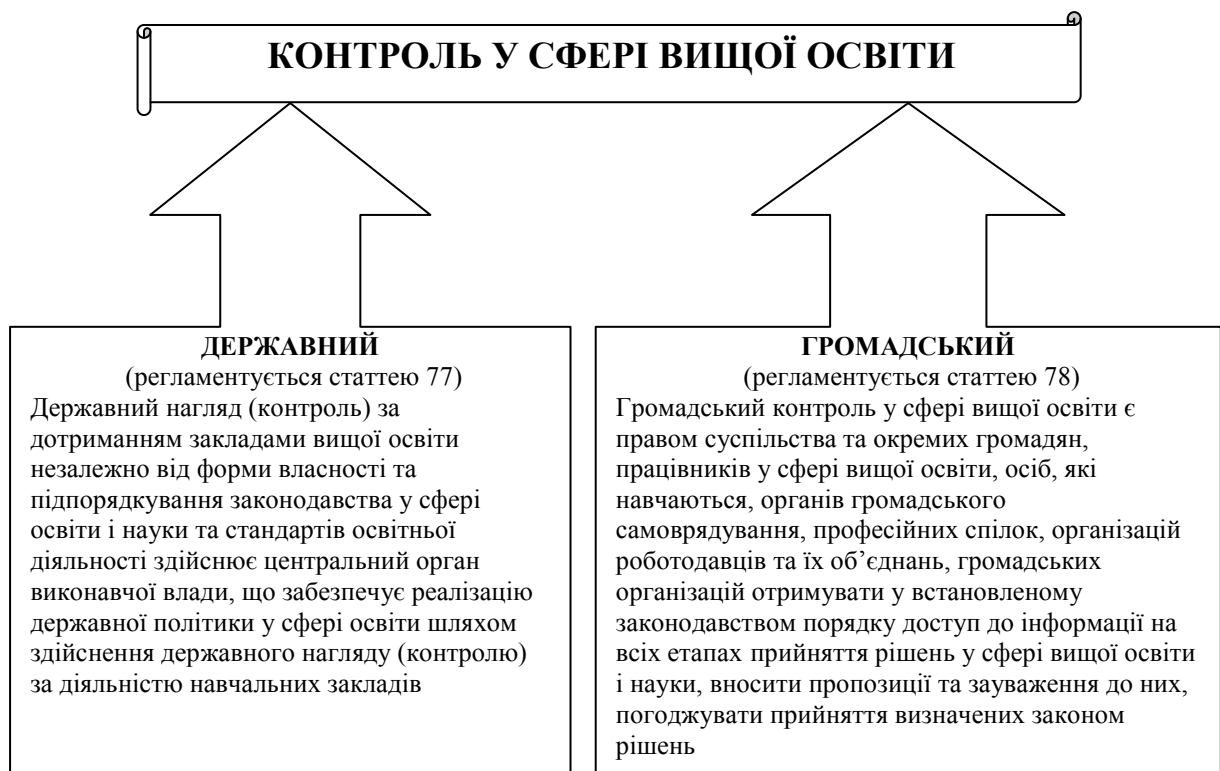 КОНТРОЛЬ У СФЕРІ ВИЩОЇ ОСВІТИ
ДЕРЖАВНИЙ
(регламентується статтею 77)
Державний нагляд (контроль) за
дотриманням закладами вищої освіти
незалежно від форми власності та
підпорядкування законодавства у сфері
освіти і науки та стандартів освітньої
діяльності здійснює центральний орган
виконавчої влади, що забезпечує реалізацію
державної політики у сфері освіти шляхом
здійснення державного нагляду (контролю)
за діяльністю навчальних закладів
ГРОМАДСЬКИЙ
(регламентується статтею 78)
Громадський контроль у сфері вищої освіти є
правом суспільства та окремих громадян,
працівників у сфері вищої освіти, осіб, які
навчаються, органів громадського
самоврядування, професійних спілок, організацій
роботодавців та їх об’єднань, громадських
організацій отримувати у встановленому
законодавством порядку доступ до інформації на
всіх етапах прийняття рішень у сфері вищої освіти
і науки, вносити пропозиції та зауваження до них,
погоджувати прийняття визначених законом
рішень